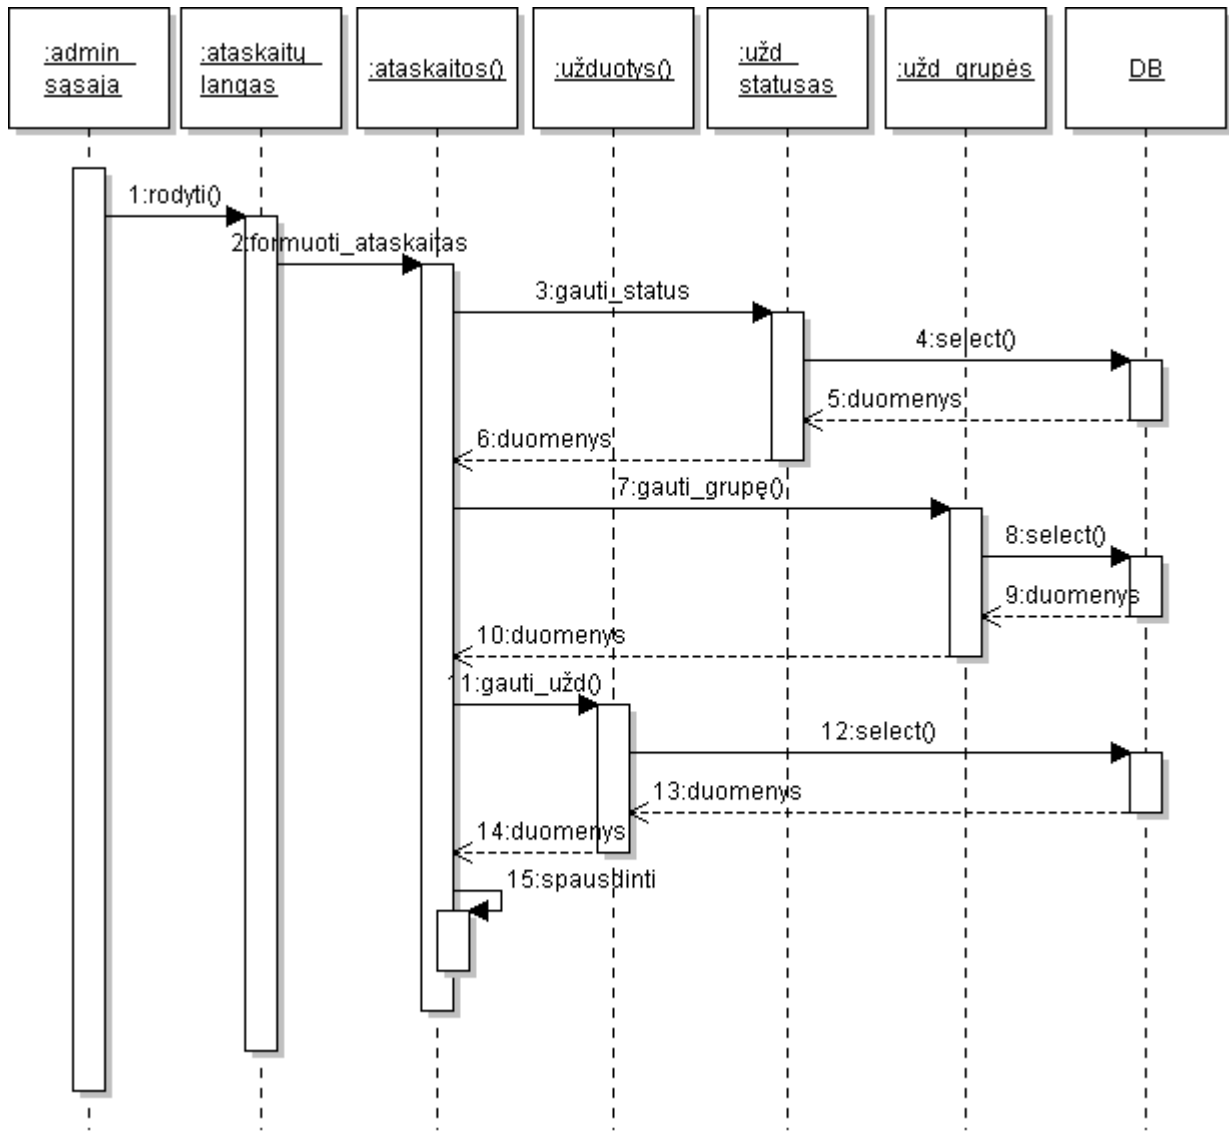 :admin_
sąsaja
:ataskaitų_
langas
:ataskaitos()
:užduotys()
:užd_
statusas
:užd_grupės
DB
1:rodyti()
2:formuoti_ataskaitas
3:gauti_status
4:select()
5:duomenys
6:duomenys
7:gauti_grupę()
8:select()
9:duomenys
10:duomenys
1:gauti_užd()
12:select()
13:duomenys
14:duomenys
15:spausdinti